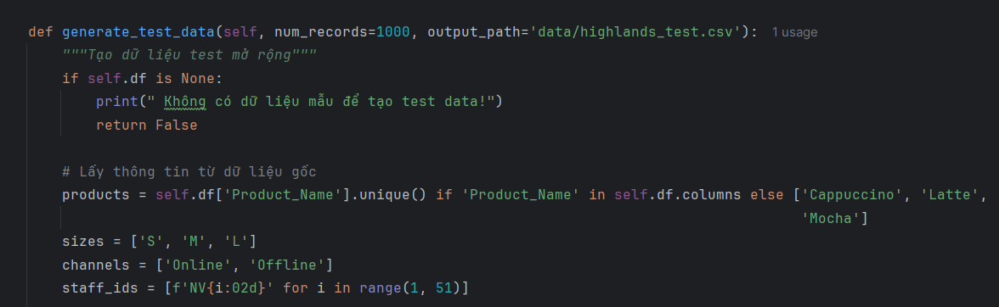 def generate_test_data(self, num_records=1000, output_path='data/highlands_test.csv'): 1 usage
"""Tạo dữ liệu test mở rộng"""
if self.df is None:
print(" Không có dữ liệu mẫu để tạo test data!")
return False
# Lấy thông tin từ dữ liệu gốc
products = self.df['Product_Name'].unique() if 'Product_Name' in self.df.columns else ['Cappuccino', 'Latte',
'Mocha']
sizes = ['S', 'M', 'L']
channels = ['Online', 'Offline']
staff_ids = [f'NV{i:02d}' for i in range(1, 51)]